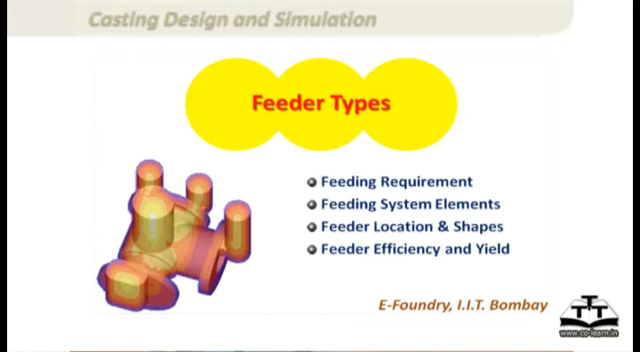 Casting Design and Simulation
Feeder Types
Feeding Requirement
Feeding System Elements
Feeder Location & Shapes
Feeder Efficiency and Yield
E-Foundry, I.I.T. Bombay
TTT
www.co-learn.in